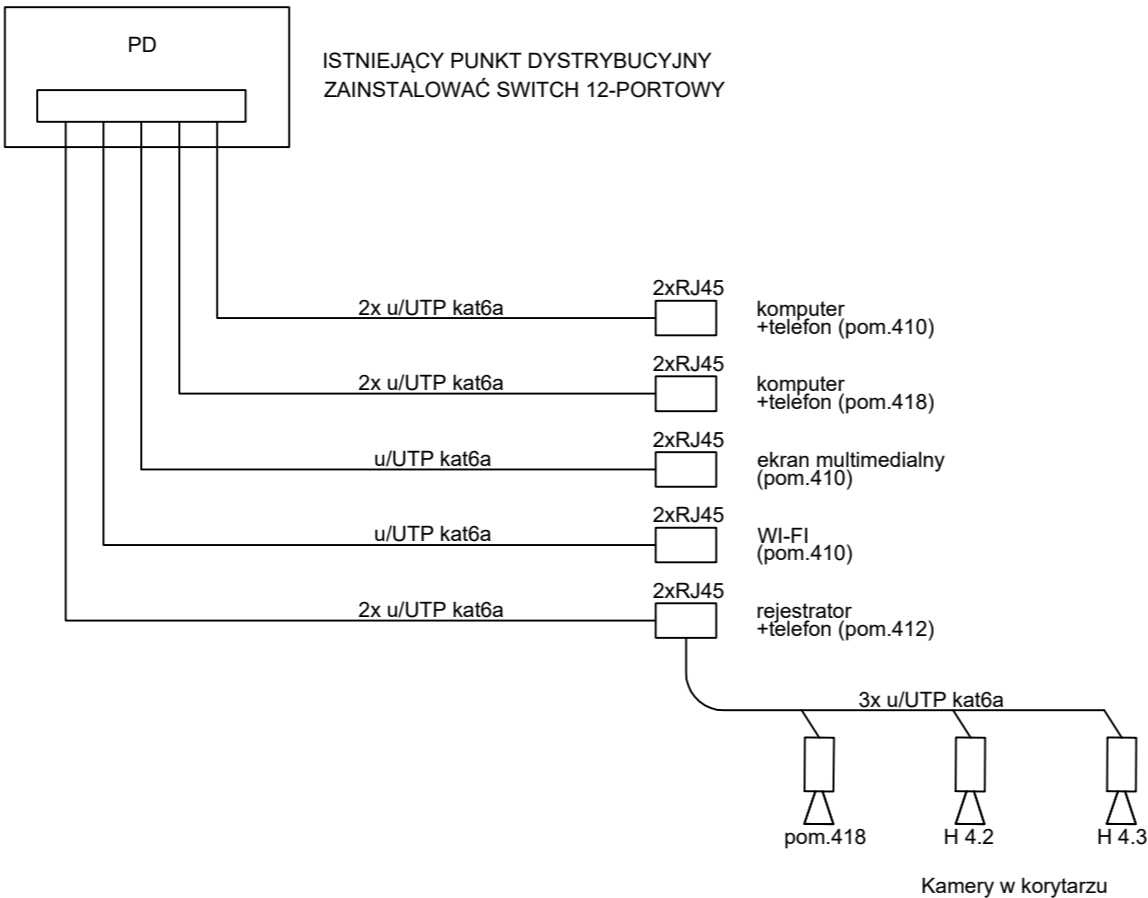 PD
ISTNIEJĄCY PUNKT DYSTRYBUCYJNY
ZAINSTALOWAĆ SWITCH 12-PORTOWY
2x u/UTP kat6a
2xRJ45
komputer
+telefon (pom.410)
2x u/UTP kat6a
2xRJ45
komputer
+telefon (pom.418)
u/UTP kat6a
2xRJ45
ekran multimedialny
(pom.410)
u/UTP kat6a
2xRJ45
WI-FI
(pom.410)
2x u/UTP kat6a
2xRJ45
rejestrator
+telefon (pom.412)
3x u/UTP kat6a
pom.418
H 4.2
H 4.3
Kamery w korytarzu